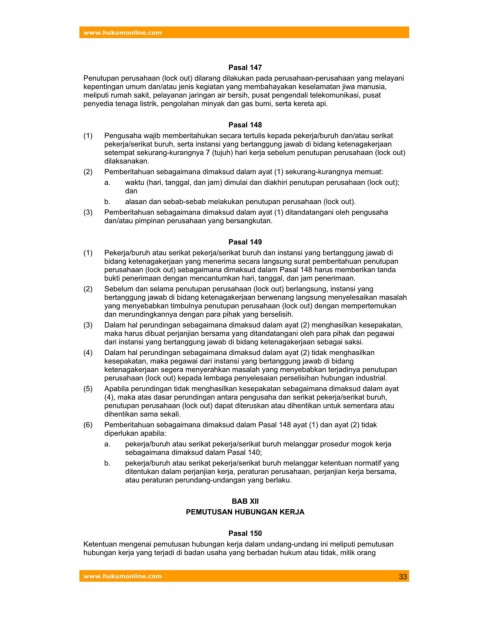 www.hukumonline.com
Pasal 147
Penutupan perusahaan (lock out) dilarang dilakukan pada perusahaan-perusahaan yang melayani
kepentingan umum dan/atau jenis kegiatan yang membahayakan keselamatan jiwa manusia,
meliputi rumah sakit, pelayanan jaringan air bersih, pusat pengendali telekomunikasi, pusat
penyedia tenaga listrik, pengolahan minyak dan gas bumi, serta kereta api.
Pasal 148
(1) Pengusaha wajib memberitahukan secara tertulis kepada pekerja/buruh dan/atau serikat
pekerja/serikat buruh, serta instansi yang bertanggung jawab di bidang ketenagakerjaan
setempat sekurang-kurangnya 7 (tujuh) hari kerja sebelum penutupan perusahaan (lock out)
dilaksanakan.
(2) Pemberitahuan sebagaimana dimaksud dalam ayat (1) sekurang-kurangnya memuat:
a. waktu (hari, tanggal, dan jam) dimulai dan diakhiri penutupan perusahaan (lock out);
dan
b. alasan dan sebab-sebab melakukan penutupan perusahaan (lock out).
(3) Pemberitahuan sebagaimana dimaksud dalam ayat (1) ditandatangani oleh pengusaha
dan/atau pimpinan perusahaan yang bersangkutan.
Pasal 149
(1) Pekerja/buruh atau serikat pekerja/serikat buruh dan instansi yang bertanggung jawab di
bidang ketenagakerjaan yang menerima secara langsung surat pemberitahuan penutupan
perusahaan (lock out) sebagaimana dimaksud dalam Pasal 148 harus memberikan tanda
bukti penerimaan dengan mencantumkan hari, tanggal, dan jam penerimaan.
(2) Sebelum dan selama penutupan perusahaan (lock out) berlangsung, instansi yang
bertanggung jawab di bidang ketenagakerjaan berwenang langsung menyelesaikan masalah
yang menyebabkan timbulnya penutupan perusahaan (lock out) dengan mempertemukan
dan merundingkannya dengan para pihak yang berselisih.
(3) Dalam hal perundingan sebagaimana dimaksud dalam ayat (2) menghasilkan kesepakatan,
maka harus dibuat perjanjian bersama yang ditandatangani oleh para pihak dan pegawai
dari instansi yang bertanggung jawab di bidang ketenagakerjaan sebagai saksi.
(4) Dalam hal perundingan sebagaimana dimaksud dalam ayat (2) tidak menghasilkan
kesepakatan, maka pegawai dari instansi yang bertanggung jawab di bidang
ketenagakerjaan segera menyerahkan masalah yang menyebabkan terjadinya penutupan
perusahaan (lock out) kepada lembaga penyelesaian perselisihan hubungan industrial.
(5) Apabila perundingan tidak menghasilkan kesepakatan sebagaimana dimaksud dalam ayat
(4), maka atas dasar perundingan antara pengusaha dan serikat pekerja/serikat buruh,
penutupan perusahaan (lock out) dapat diteruskan atau dihentikan untuk sementara atau
dihentikan sama sekali.
(6) Pemberitahuan sebagaimana dimaksud dalam Pasal 148 ayat (1) dan ayat (2) tidak
diperlukan apabila:
a. pekerja/buruh atau serikat pekerja/serikat buruh melanggar prosedur mogok kerja
sebagaimana dimaksud dalam Pasal 140;
b. pekerja/buruh atau serikat pekerja/serikat buruh melanggar ketentuan normatif yang
ditentukan dalam perjanjian kerja, peraturan perusahaan, perjanjian kerja bersama,
atau peraturan perundang-undangan yang berlaku.
BAB XII
PEMUTUSAN HUBUNGAN KERJA
Pasal 150
Ketentuan mengenai pemutusan hubungan kerja dalam undang-undang ini meliputi pemutusan
hubungan kerja yang terjadi di badan usaha yang berbadan hukum atau tidak, milik orang
www.hukumonline.com 33